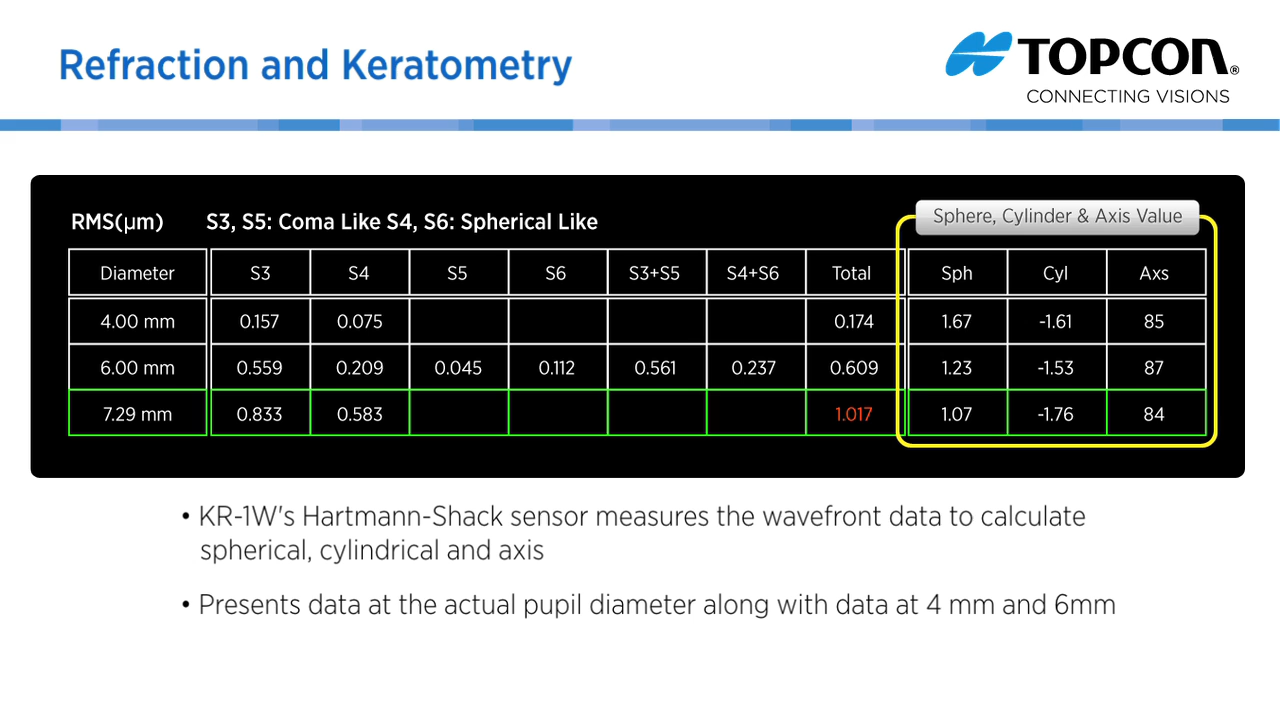 Refraction and Keratometry
TOPCON®
CONNECTING VISIONS
RMS(μm) S3, S5: Coma Like S4, S6: Spherical Like
Sphere, Cylinder & Axis Value
Diameter S3 S4 S5 S6 S3+S5 S4+S6 Total Sph Cyl Axs
4.00 mm 0.157 0.075 0.174 1.67 -1.61 85
6.00 mm 0.559 0.209 0.045 0.112 0.561 0.237 0.609 1.23 -1.53 87
7.29 mm 0.833 0.583 1.017 1.07 -1.76 84
• KR-1W's Hartmann-Shack sensor measures the wavefront data to calculate
spherical, cylindrical and axis
• Presents data at the actual pupil diameter along with data at 4 mm and 6mm